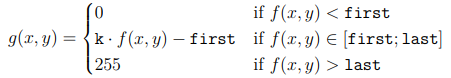 0 if f(x, y) < first
g(x, y) = { k · f(x, y) − first if f(x, y) ∈ [first; last]
255 if f(x, y) > last